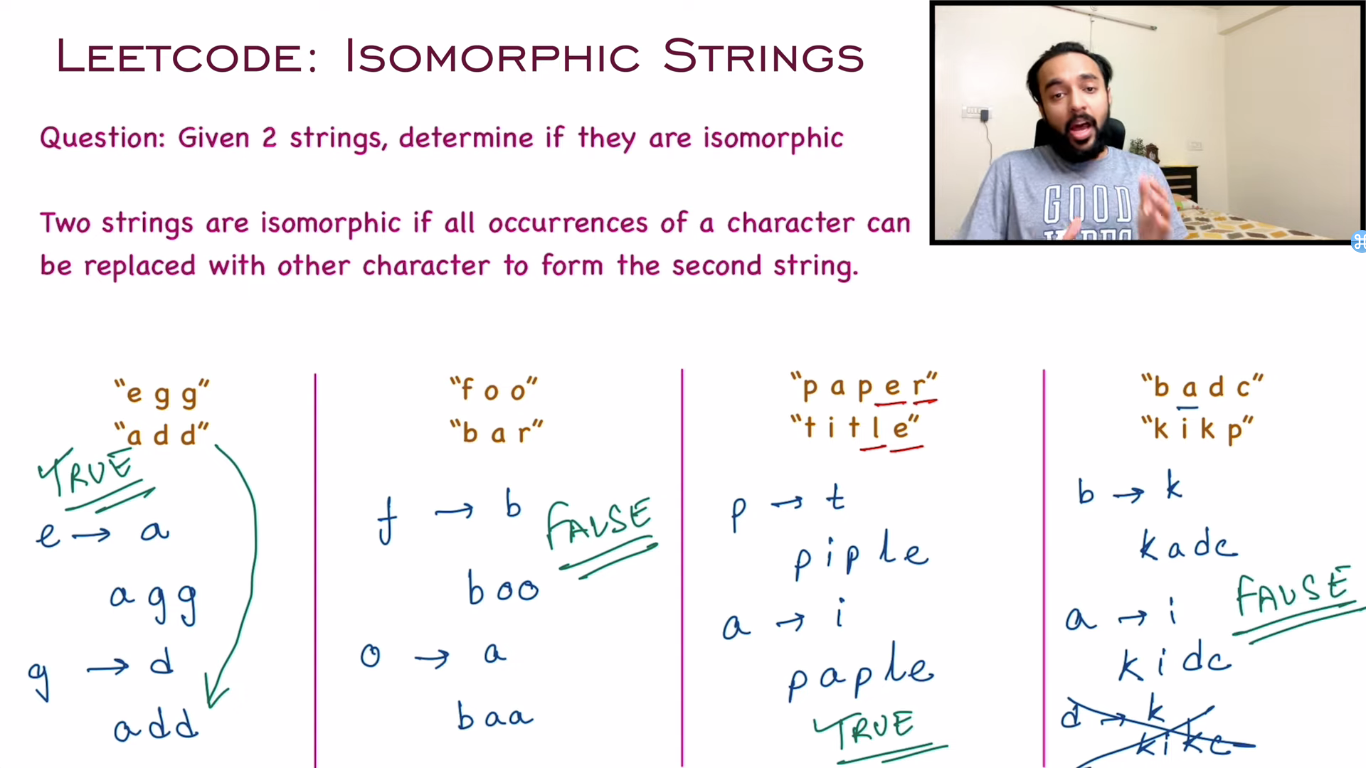 LEETCODE: ISOMORPHIC STRINGS
Question: Given 2 strings, determine if they are isomorphic
Two strings are isomorphic if all occurrences of a character can
be replaced with other character to form the second string.
GOOD
"e g g"
"a d d"
TRUE
e → a
a g g
g → d
a d d
"f o o"
"b a r"
f → b
FALSE
b o o
o → a
b a a
"p a p e r"
"t i t l e"
p → t
p i p l e
a → i
p a p l e
TRUE
"b a d c"
"k i k p"
b → k
k a d c
FALSE
a → i
k i d c
d → k
k i k c